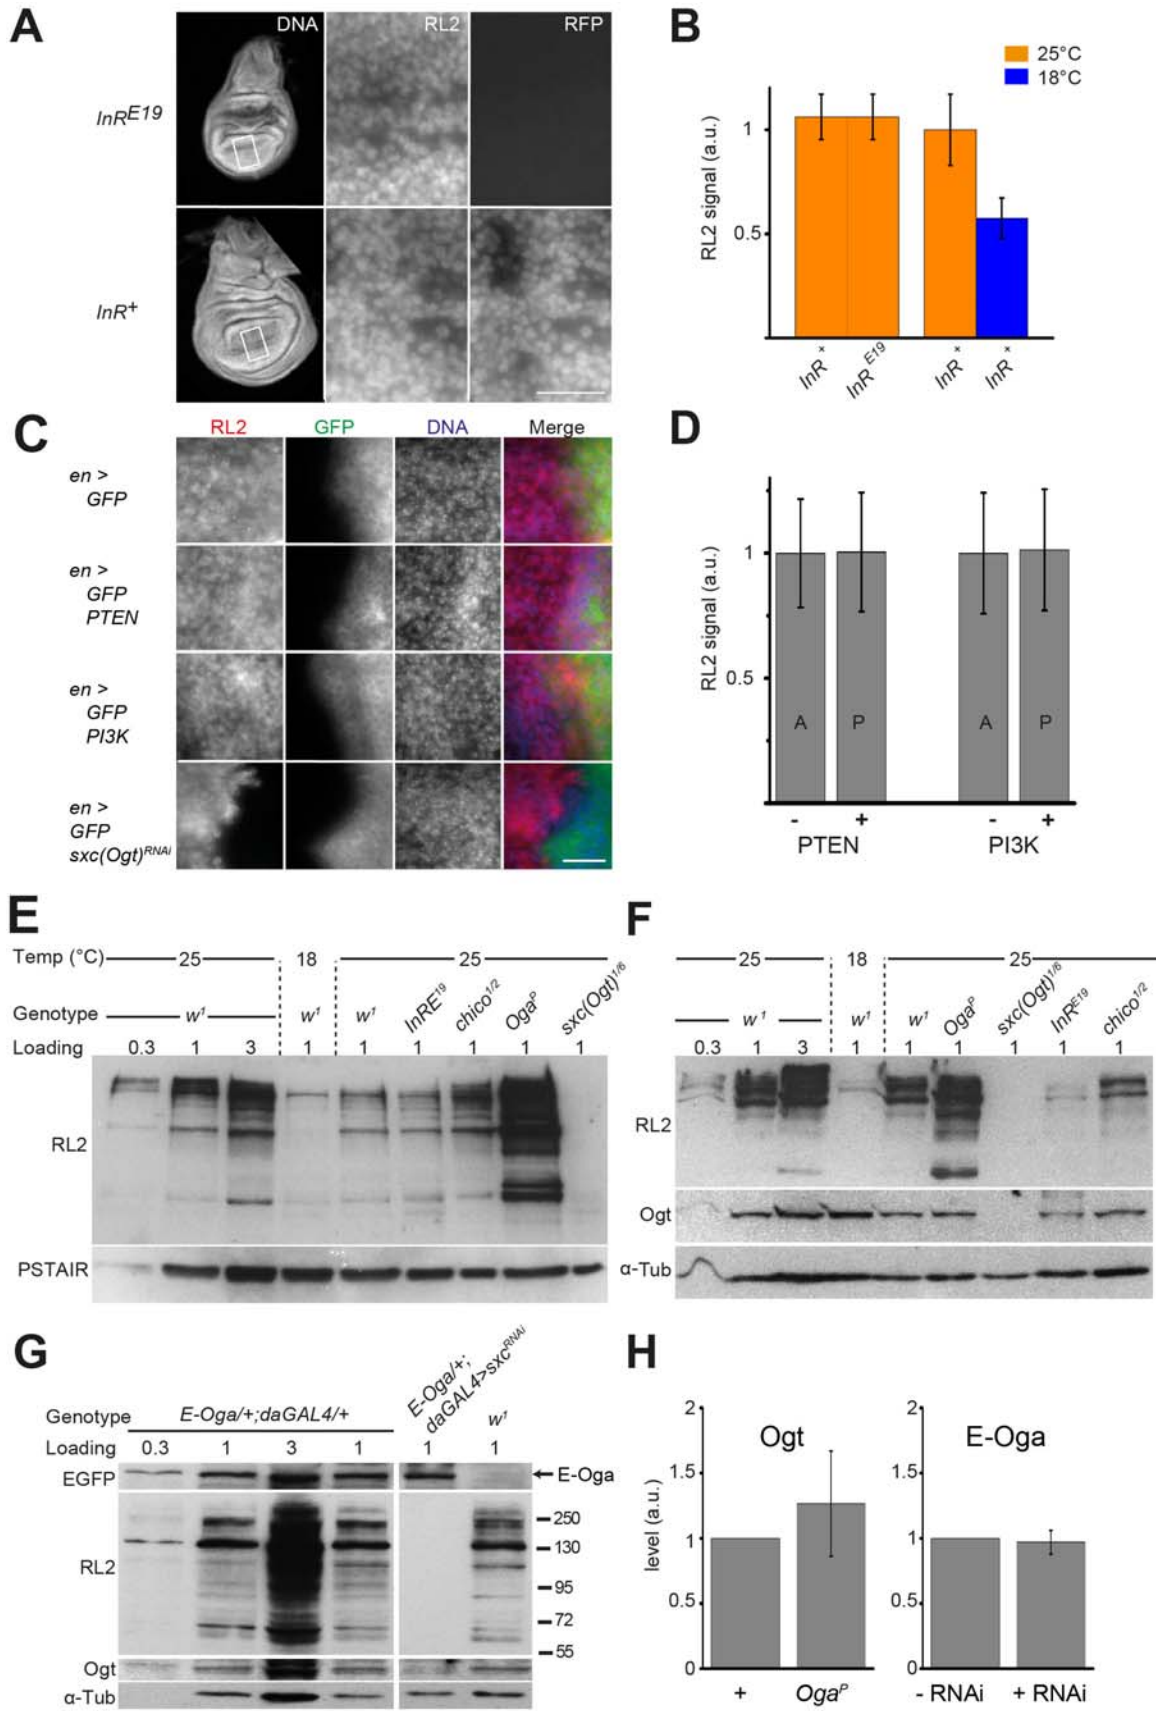 A
DNA
RL2
RFP
InR^E19
InR^+
B
25°C
18°C
RL2 signal (a.u.)
1
0.5
InR^+
InR^E19
InR^+
InR^+
C
RL2
GFP
DNA
Merge
en >
GFP
en >
GFP
PTEN
en >
GFP
PI3K
en >
GFP
sxc(Ogt)^RNAi
D
RL2 signal (a.u.)
1
0.5
A
P
A
P
- +
- +
PTEN
PI3K
E
Temp (°C)
25
18
25
Genotype
w^1
w^1
w^1
InRE^19
chico^1/2
Oga^P
sxc(Ogt)^1/6
Loading
0.3 1 3 1 1 1 1 1 1
RL2
PSTAIR
F
25
18
25
w^1
w^1
w^1
Oga^P
sxc(Ogt)^1/6
InR^E19
chico^1/2
0.3 1 3 1 1 1 1 1 1
RL2
Ogt
α-Tub
G
Genotype
E-Oga/+;daGAL4/+
E-Oga/+;
daGAL4>sxc^RNAi
w^1
Loading
0.3 1 3 1 1 1
EGFP
E-Oga
RL2
250
130
95
72
55
Ogt
α-Tub
H
level (a.u.)
Ogt
2
1.5
1
0.5
0
+
Oga^P
E-Oga
2
1.5
1
0.5
0
- RNAi
+ RNAi